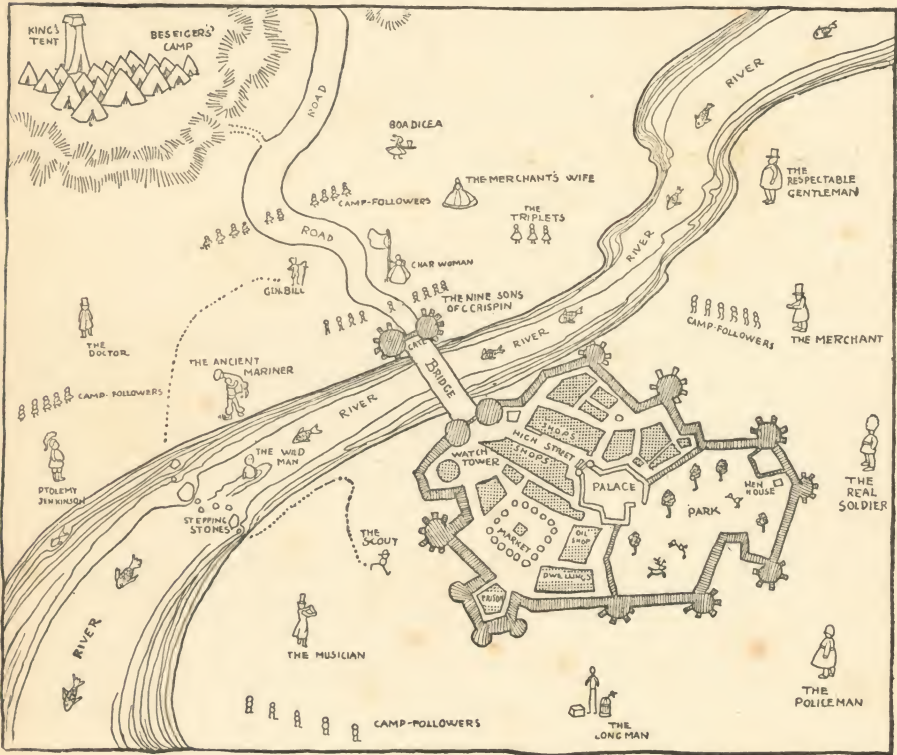 KING'S
TENT
BESEIGERS'
CAMP
ROAD
RIVER
BOADICEA
THE MERCHANT'S WIFE
THE
RESPECTABLE
GENTLEMAN
CAMP-FOLLOWERS
THE
TRIPLETS
ROAD
RIVER
CHAR WOMAN
GIN-BILL
THE NINE SONS
OF C CRISPIN
CAMP-FOLLOWERS
THE MERCHANT
THE
DOCTOR
GATE
RIVER
THE ANCIENT
MARINER
BRIDGE
CAMP-FOLLOWERS
RIVER
SHOPS
HIGH STREET
SHOPS
THE WILD
MAN
WATCH
TOWER
PTOLEMY
JENKINSON
PALACE
HEN
HOUSE
THE
REAL
SOLDIER
STEPPING
STONES
PARK
THE
SCOUT
MARKET
OIL
SHOP
DWELLINGS
PRISON
RIVER
THE MUSICIAN
THE
POLICEMAN
CAMP-FOLLOWERS
THE
LONG MAN